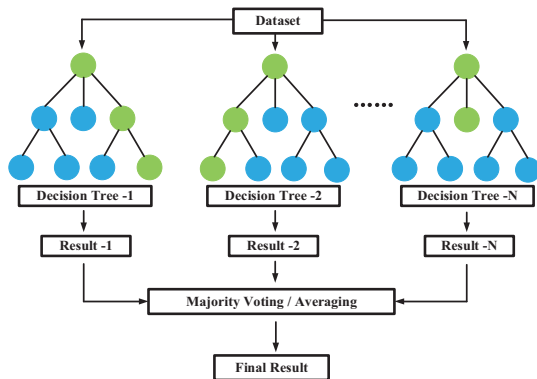 Dataset
Decision Tree -1
Decision Tree -2
Decision Tree -N
Result -1
Result -2
Result -N
Majority Voting / Averaging
Final Result